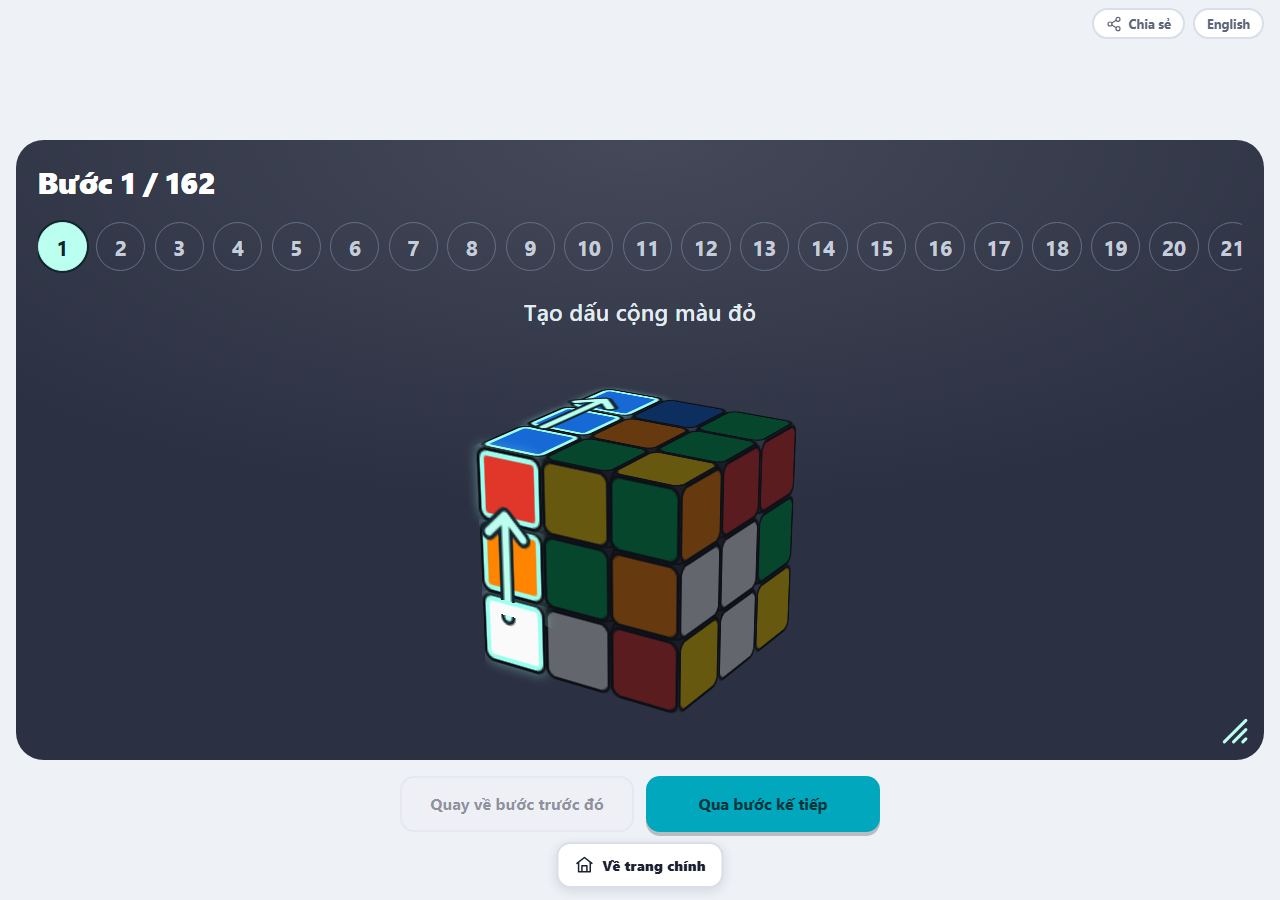 Chia sẻ
English
Bước 1 / 162
1 2 3 4 5 6 7 8 9 10 11 12 13 14 15 16 17 18 19 20 21
Tạo dấu cộng màu đỏ
Quay về bước trước đó
Qua bước kế tiếp
Về trang chính